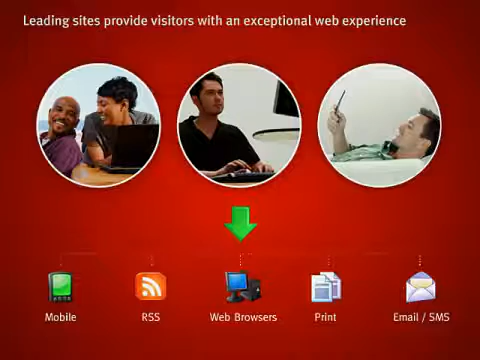 Leading sites provide visitors with an exceptional web experience
Mobile
RSS
Web Browsers
Print
Email / SMS